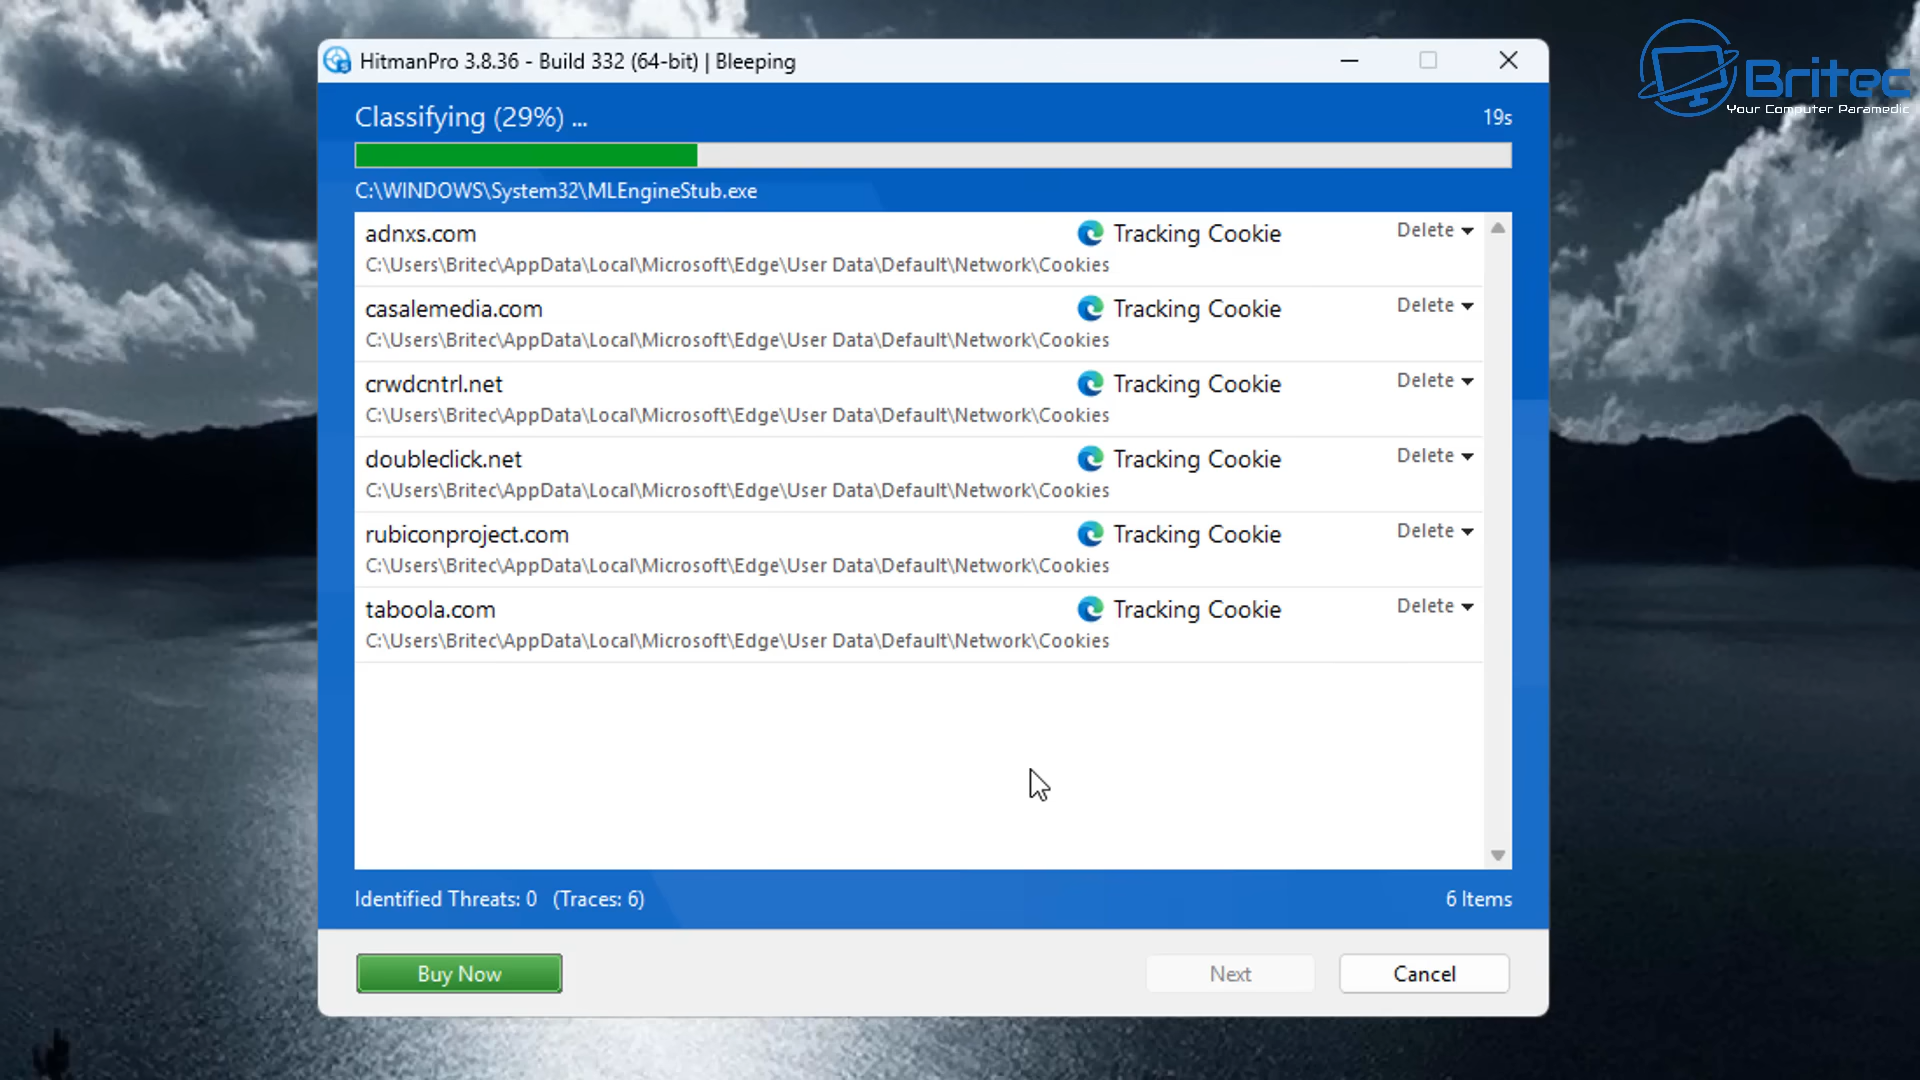 HitmanPro 3.8.36 - Build 332 (64-bit) | Bleeping
Britec
Your Computer Paramedic
Classifying (29%) ...
19s
C:\WINDOWS\System32\MLEngineStub.exe
adnxs.com Tracking Cookie Delete
C:\Users\Britec\AppData\Local\Microsoft\Edge\User Data\Default\Network\Cookies
casalemedia.com Tracking Cookie Delete
C:\Users\Britec\AppData\Local\Microsoft\Edge\User Data\Default\Network\Cookies
crwdcntrl.net Tracking Cookie Delete
C:\Users\Britec\AppData\Local\Microsoft\Edge\User Data\Default\Network\Cookies
doubleclick.net Tracking Cookie Delete
C:\Users\Britec\AppData\Local\Microsoft\Edge\User Data\Default\Network\Cookies
rubiconproject.com Tracking Cookie Delete
C:\Users\Britec\AppData\Local\Microsoft\Edge\User Data\Default\Network\Cookies
taboola.com Tracking Cookie Delete
C:\Users\Britec\AppData\Local\Microsoft\Edge\User Data\Default\Network\Cookies
Identified Threats: 0 (Traces: 6)
6 Items
Buy Now
Next
Cancel